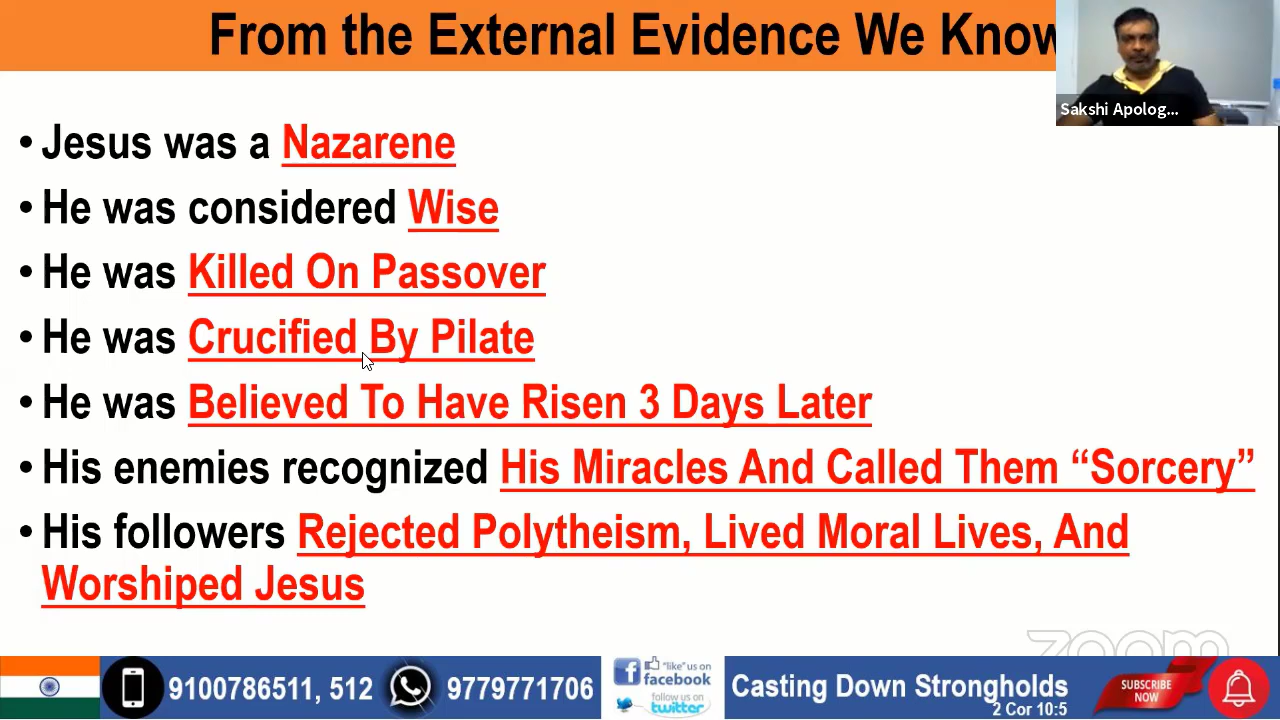 From the External Evidence We Know
Sakshi Apolog...
• Jesus was a Nazarene
• He was considered Wise
• He was Killed On Passover
• He was Crucified By Pilate
• He was Believed To Have Risen 3 Days Later
• His enemies recognized His Miracles And Called Them “Sorcery”
• His followers Rejected Polytheism, Lived Moral Lives, And
Worshiped Jesus
zoom
9100786511, 512
9779771706
"like" us on
facebook
follow us on
twitter
Casting Down Strongholds
2 Cor 10:5
SUBSCRIBE
NOW